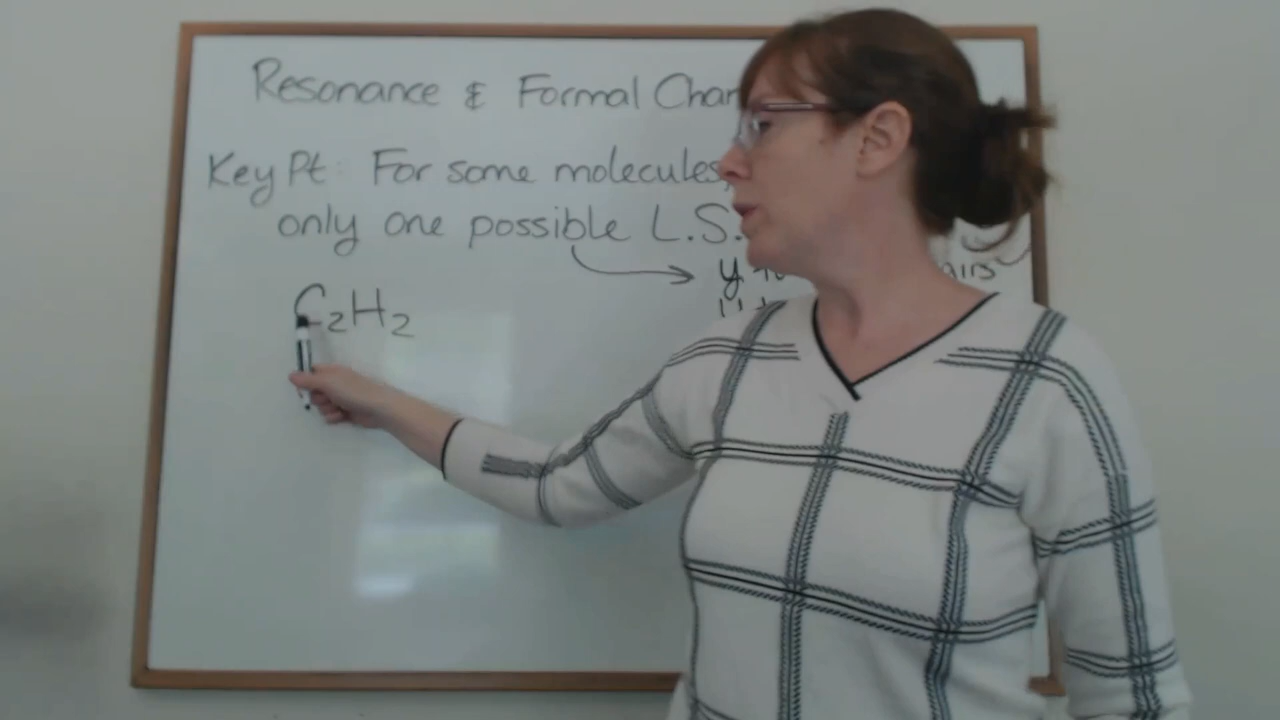 Resonance & Formal Char
Key Pt: For some molecules,
only one possible L.S.
C₂H₂